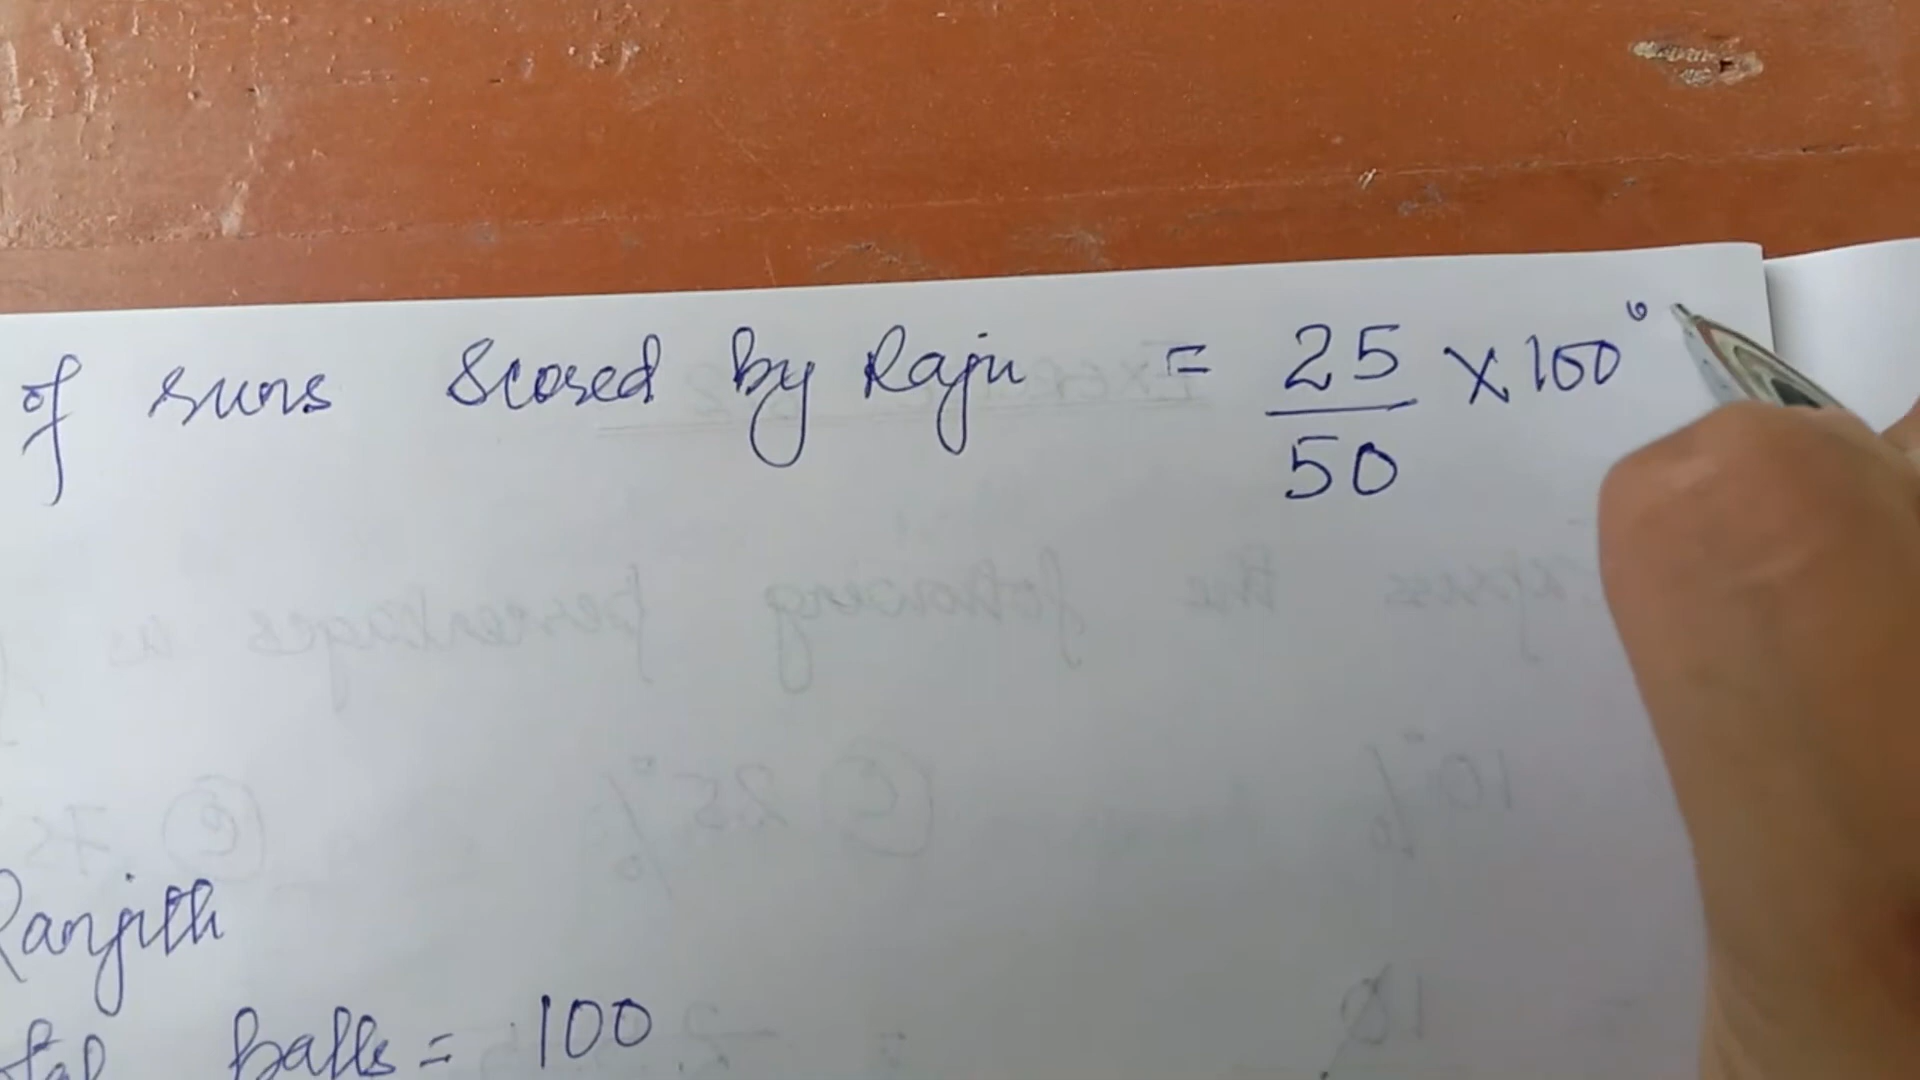 of runs scored by Raju = 25/50 × 100°
Ranjith
balls = 100